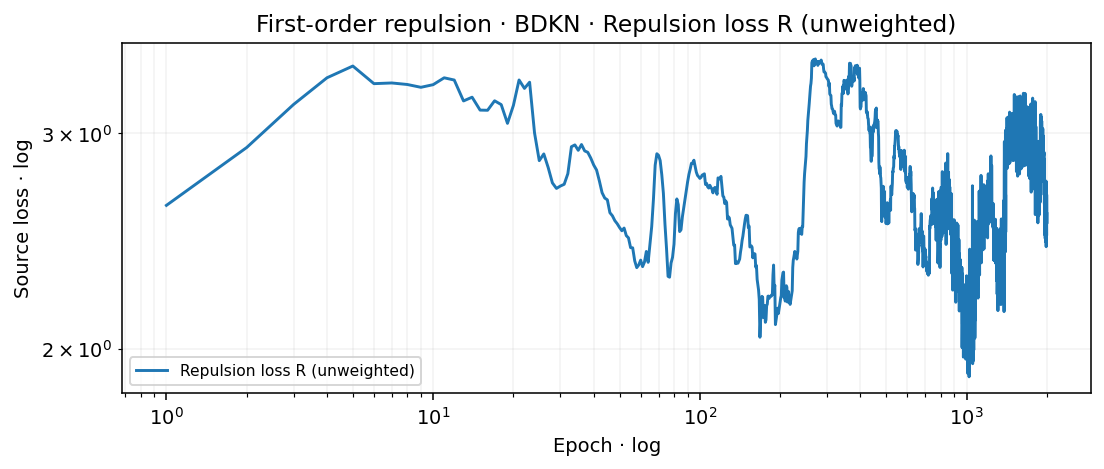 First-order repulsion · BDKN · Repulsion loss R (unweighted)
Source loss · log
3 × 10⁰
2 × 10⁰
Repulsion loss R (unweighted)
10⁰ 10¹ 10² 10³
Epoch · log